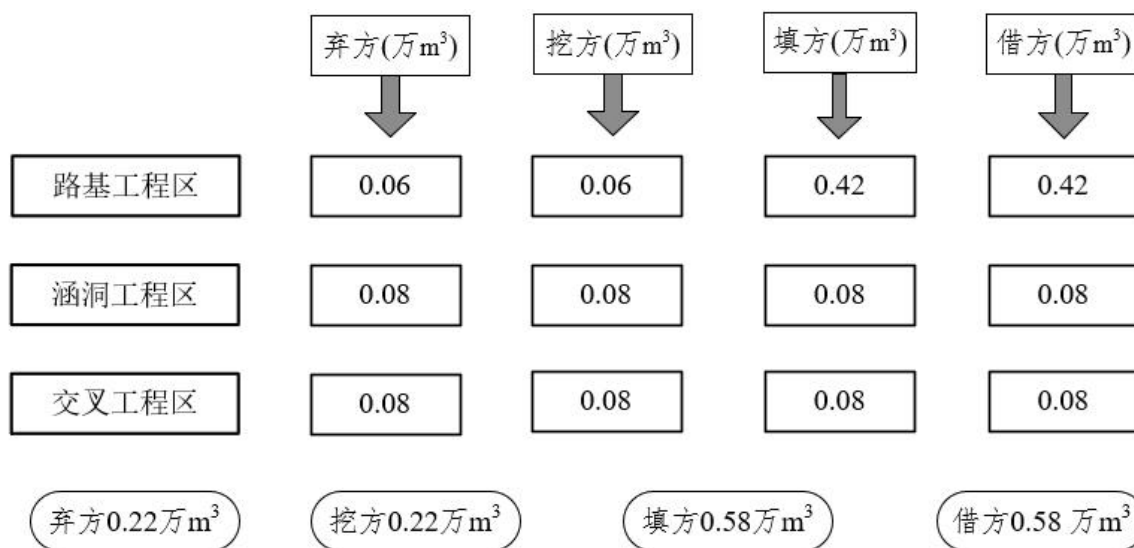 弃方(万m³) 挖方(万m³) 填方(万m³) 借方(万m³)
路基工程区 0.06 0.06 0.42 0.42
涵洞工程区 0.08 0.08 0.08 0.08
交叉工程区 0.08 0.08 0.08 0.08
弃方0.22万m³ 挖方0.22万m³ 填方0.58万m³ 借方0.58 万m³